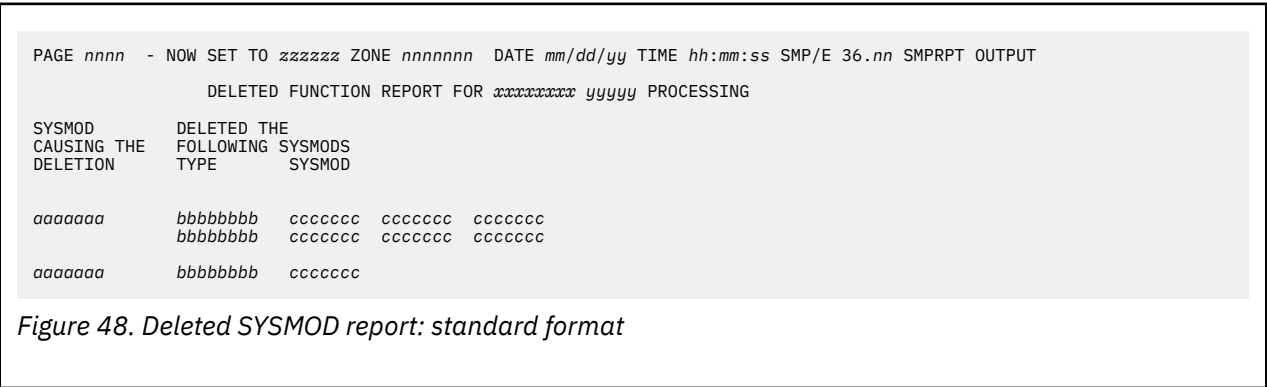 PAGE nnnn  - NOW SET TO zzzzzz ZONE nnnnnnn  DATE mm/dd/yy TIME hh:mm:ss SMP/E 36.nn SMPRPT OUTPUT
DELETED FUNCTION REPORT FOR xxxxxxxxx yyyyy PROCESSING
SYSMOD        DELETED THE
CAUSING THE   FOLLOWING SYSMODS
DELETION      TYPE      SYSMOD
aaaaaaa       bbbbbbbb   ccccccc  ccccccc  ccccccc
bbbbbbbb   ccccccc  ccccccc  ccccccc
aaaaaaa       bbbbbbbb   ccccccc
Figure 48. Deleted SYSMOD report: standard format